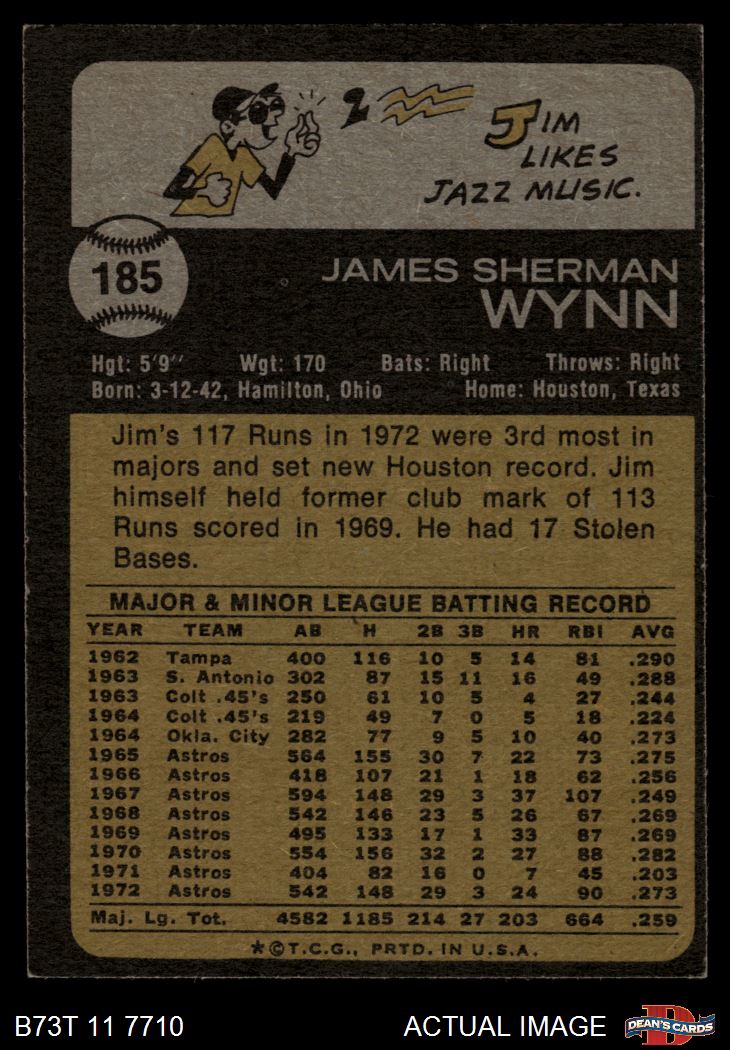 JIM
LIKES
JAZZ MUSIC.
185
JAMES SHERMAN
WYNN
Hgt: 5'9" Wgt: 170 Bats: Right Throws: Right
Born: 3-12-42, Hamilton, Ohio Home: Houston, Texas
Jim's 117 Runs in 1972 were 3rd most in
majors and set new Houston record. Jim
himself held former club mark of 113
Runs scored in 1969. He had 17 Stolen
Bases.
MAJOR & MINOR LEAGUE BATTING RECORD
YEAR TEAM AB H 2B 3B HR RBI AVG
1962 Tampa 400 116 10 5 14 81 .290
1963 S. Antonio 302 87 15 11 16 49 .288
1963 Colt .45's 250 61 10 5 4 27 .244
1964 Colt .45's 219 49 7 0 5 18 .224
1964 Okla. City 282 77 9 5 10 40 .273
1965 Astros 564 155 30 7 22 73 .275
1966 Astros 418 107 21 1 18 62 .256
1967 Astros 594 148 29 3 37 107 .249
1968 Astros 542 146 23 5 26 67 .269
1969 Astros 495 133 17 1 33 87 .269
1970 Astros 554 156 32 2 27 88 .282
1971 Astros 404 82 16 0 7 45 .203
1972 Astros 542 148 29 3 24 90 .273
Maj. Lg. Tot. 4582 1185 214 27 203 664 .259
*©T.C.G., PRTD. IN U.S.A.
B73T 11 7710 ACTUAL IMAGE D DEAN'S CARDS